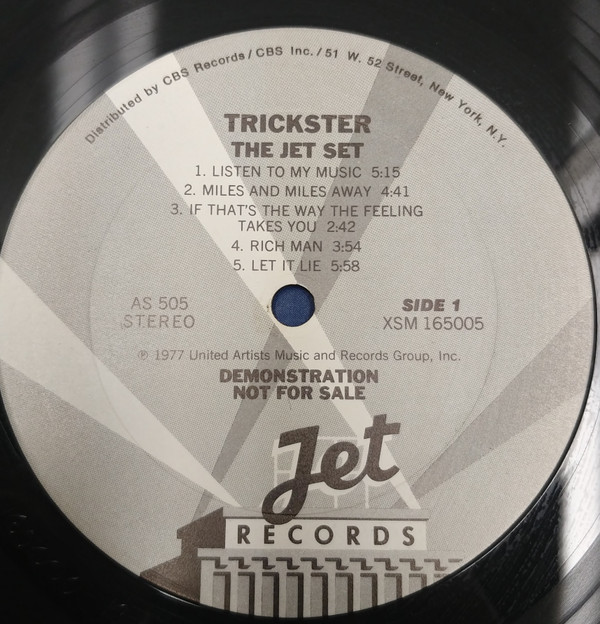 Distributed by CBS Records/CBS Inc./51 W. 52 Street, New York, N.Y.
TRICKSTER
THE JET SET
1. LISTEN TO MY MUSIC 5:15
2. MILES AND MILES AWAY 4:41
3. IF THAT'S THE WAY THE FEELING
TAKES YOU 2:42
4. RICH MAN 3:54
5. LET IT LIE 5:58
AS 505
STEREO
SIDE 1
XSM 165005
℗ 1977 United Artists Music and Records Group, Inc.
DEMONSTRATION
NOT FOR SALE
Jet
RECORDS